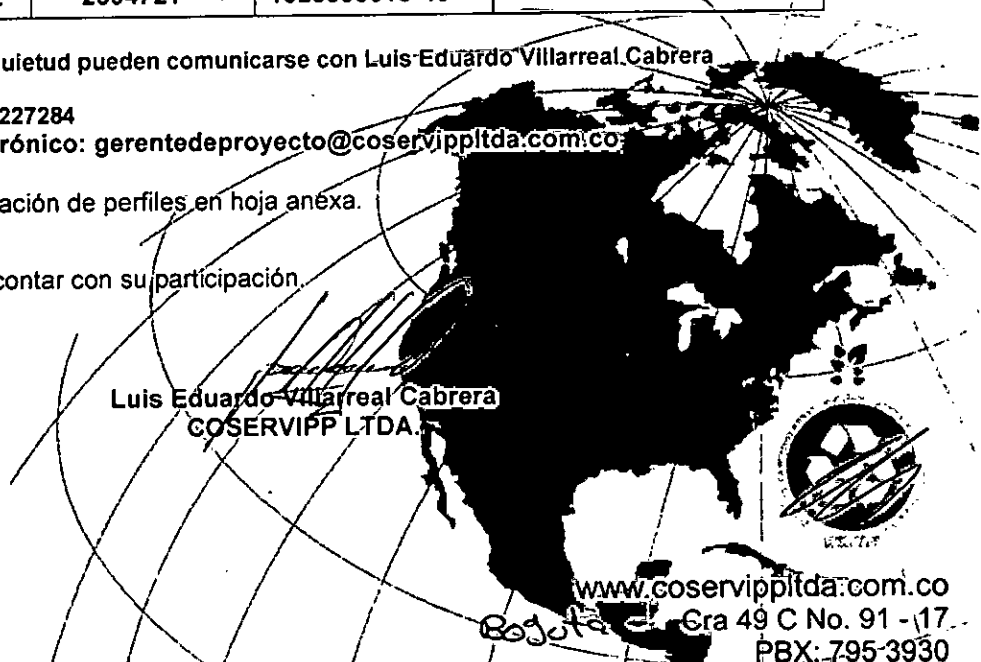 quietud pueden comunicarse con Luis Eduardo Villarreal Cabrera
227284
rónico: gerentedeproyecto@coservippltda.com.co
ación de perfiles en hoja anexa.
contar con su participación.
Luis Eduardo Villarreal Cabrera
COSERVIPP LTDA.
www.coservippltda.com.co
Bogota
Cra 49 C No. 91 - 17
PBX: 795 3930